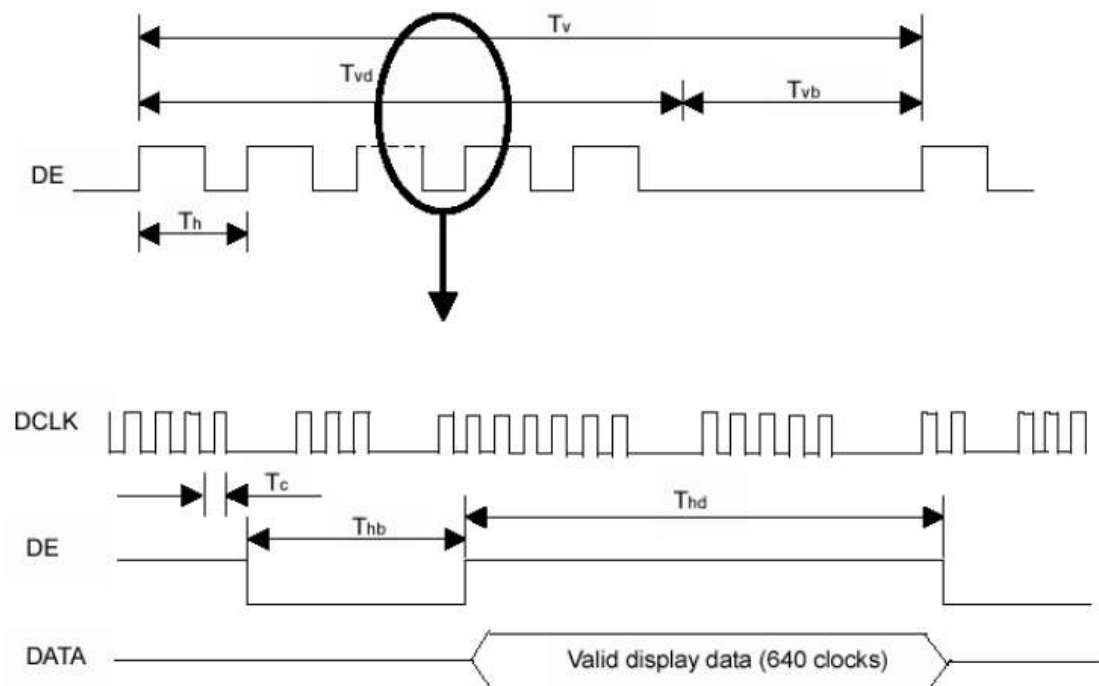 Tv
Tvd
Tvb
DE
Th
DCLK
Tc
Thd
Thb
DE
DATA
Valid display data (640 clocks)